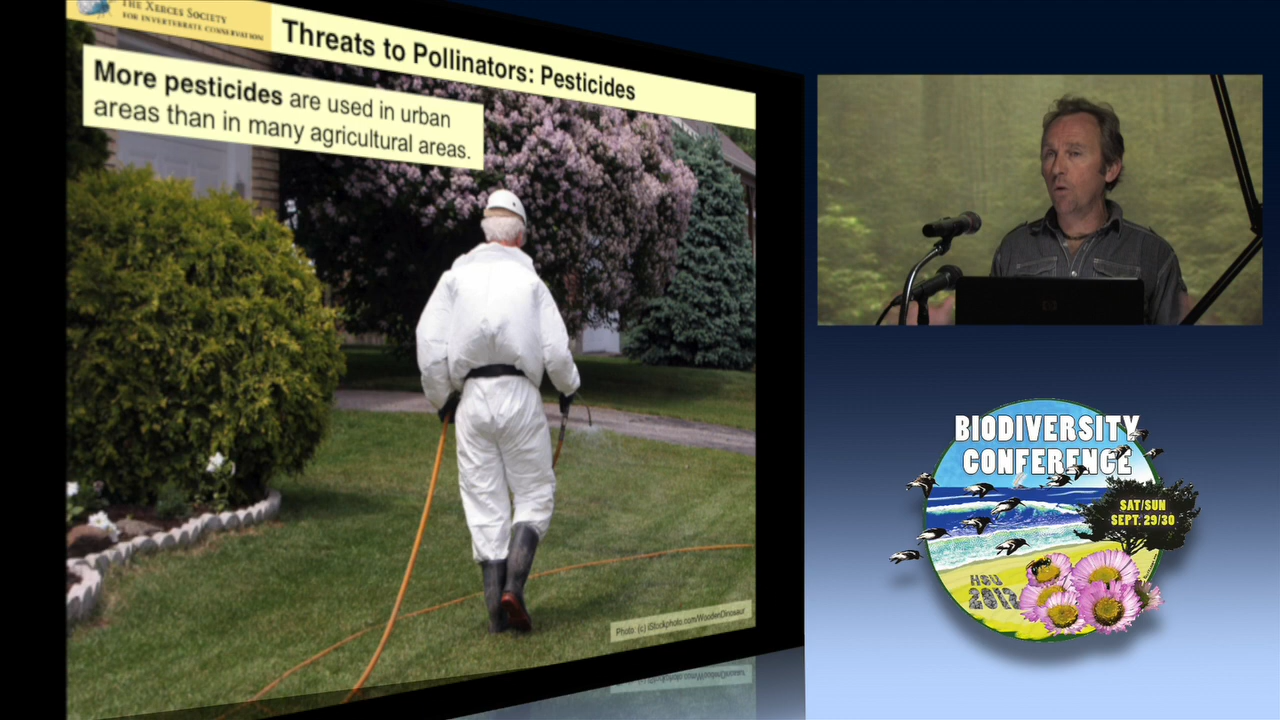 THE XERCES SOCIETY
FOR INVERTEBRATE CONSERVATION
Threats to Pollinators: Pesticides
More pesticides are used in urban
areas than in many agricultural areas.
Photo: (c) iStockphoto.com/WoodenDinosaur
BIODIVERSITY
CONFERENCE
SAT/SUN
SEPT. 29/30
HSU
2012
hp